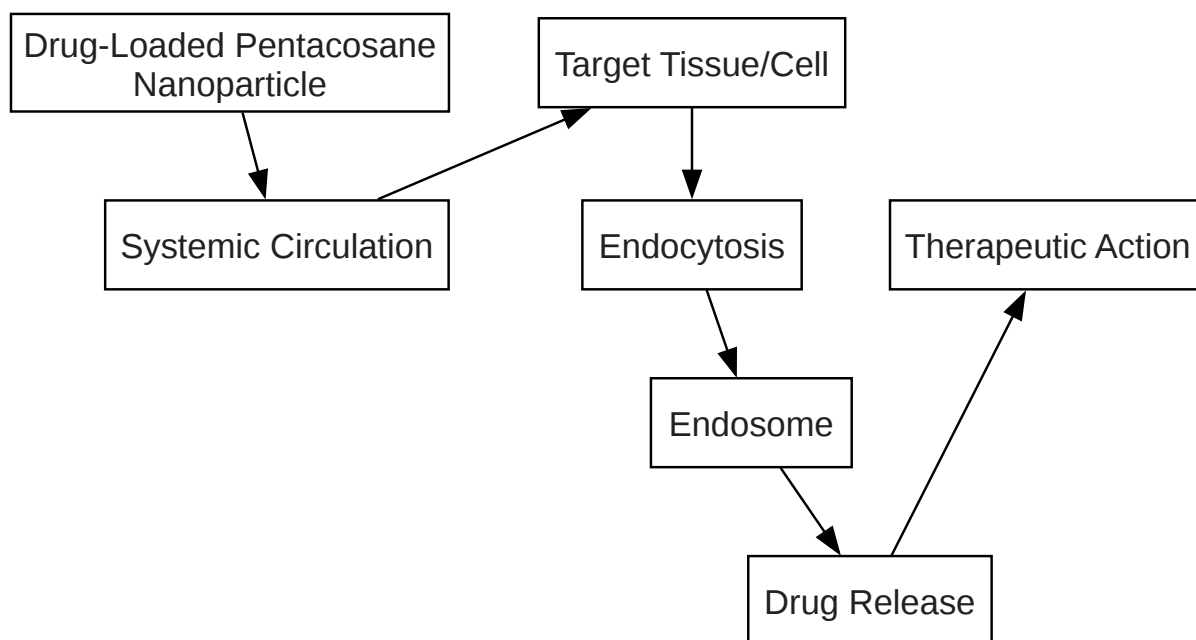 Drug-Loaded Pentacosane
Nanoparticle
Target Tissue/Cell
Systemic Circulation
Endocytosis
Therapeutic Action
Endosome
Drug Release